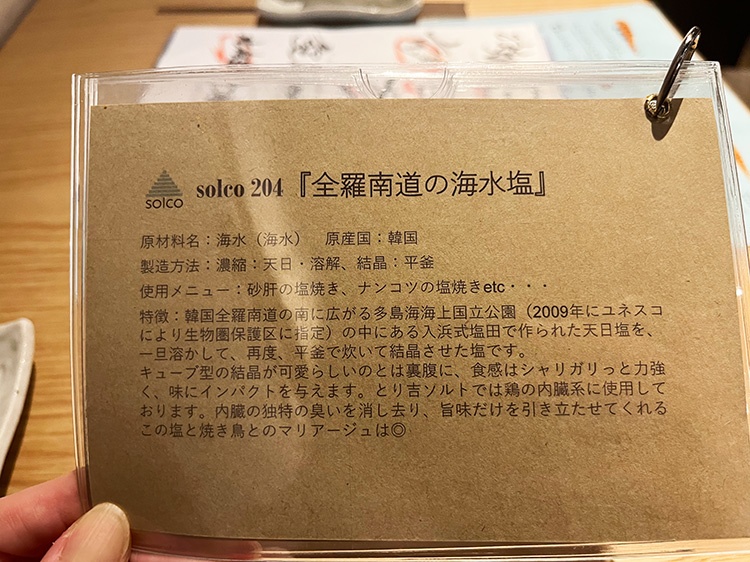 solco
solco 204『全羅南道の海水塩』
原材料名：海水（海水）　原産国：韓国
製造方法：濃縮：天日・溶解、結晶：平釜
使用メニュー：砂肝の塩焼き、ナンコツの塩焼きetc・・・
特徴：韓国全羅南道の南に広がる多島海海上国立公園（2009年にユネスコ
により生物圏保護区に指定）の中にある入浜式塩田で作られた天日塩を、
一旦溶かして、再度、平釜で炊いて結晶させた塩です。
キューブ型の結晶が可愛らしいのとは裏腹に、食感はシャリガリっと力強
く、味にインパクトを与えます。とり吉ソルトでは鶏の内臓系に使用して
おります。内臓の独特の臭いを消し去り、旨味だけを引き立たせてくれる
この塩と焼き鳥とのマリアージュは◎